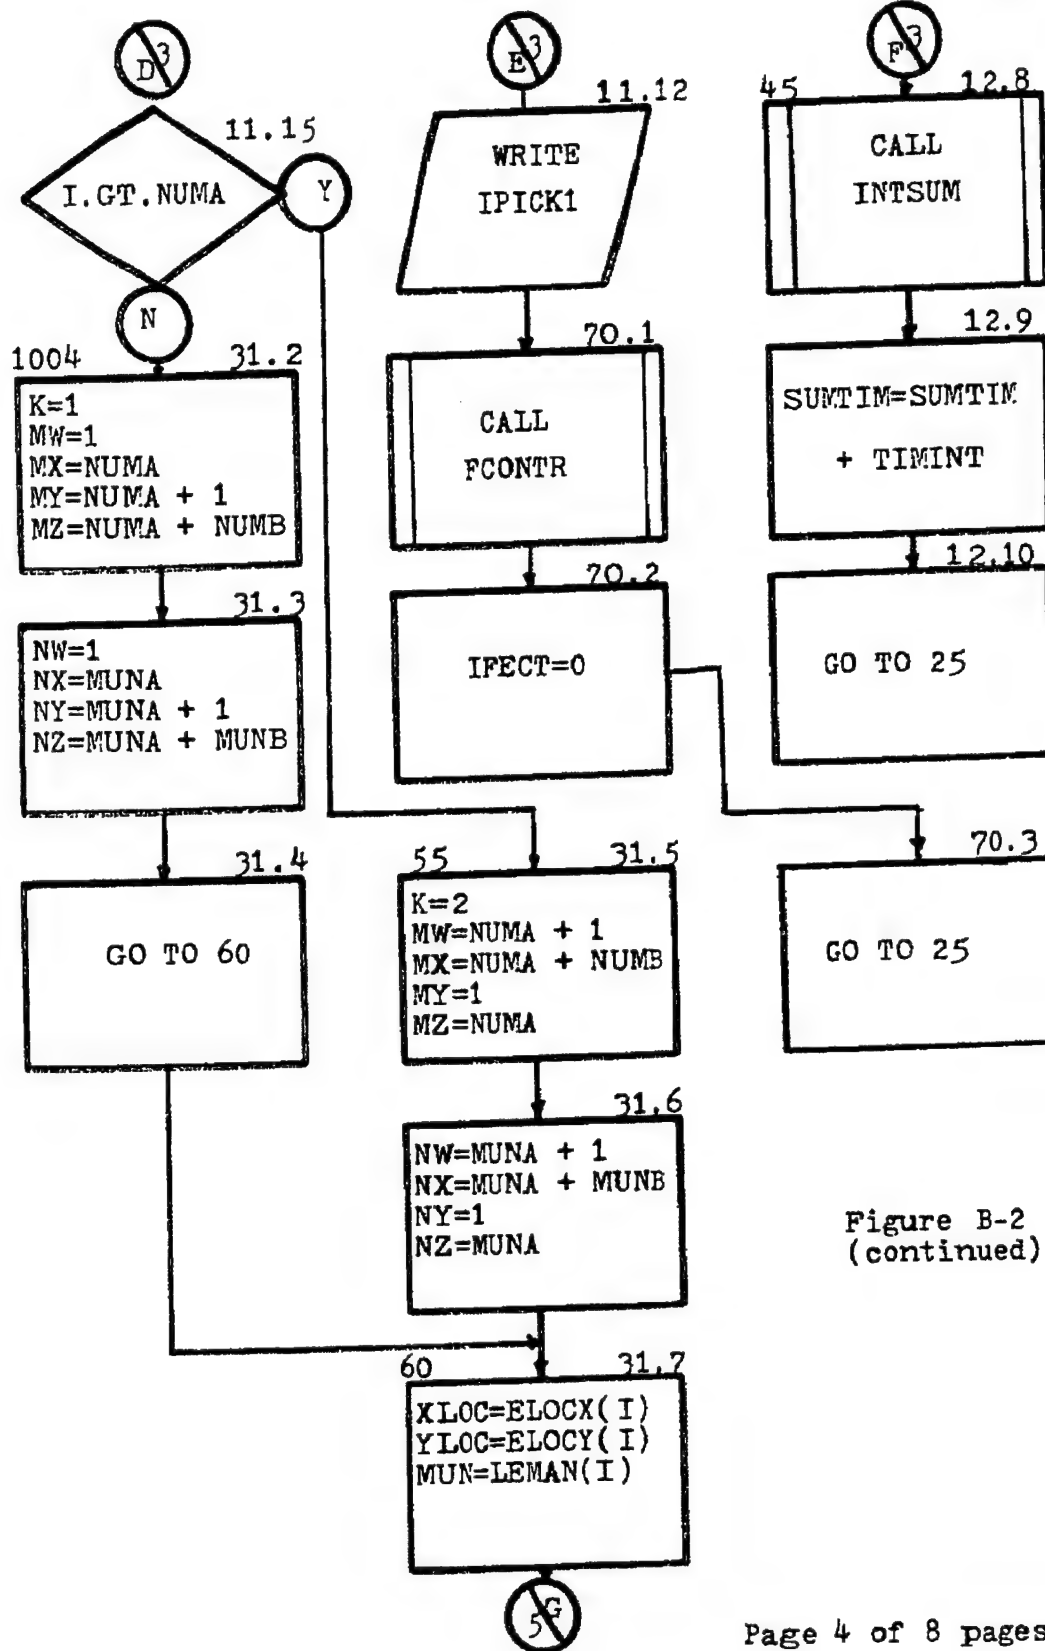 D 3
11.15
I.GT.NUMA
Y
N
1004
31.2
K=1
MW=1
MX=NUMA
MY=NUMA + 1
MZ=NUMA + NUMB
31.3
NW=1
NX=MUNA
NY=MUNA + 1
NZ=MUNA + MUNB
31.4
GO TO 60
E 3
11.12
WRITE
IPICK1
70.1
CALL
FCONTR
70.2
IFECT=0
55
31.5
K=2
MW=NUMA + 1
MX=NUMA + NUMB
MY=1
MZ=NUMA
31.6
NW=MUNA + 1
NX=MUNA + MUNB
NY=1
NZ=MUNA
60
31.7
XLOC=ELOCX(I)
YLOC=ELOCY(I)
MUN=LEMAN(I)
5 G
F 3
45
12.8
CALL
INTSUM
12.9
SUMTIM=SUMTIM
+ TIMINT
12.10
GO TO 25
70.3
GO TO 25
Figure B-2
(continued)
Page 4 of 8 pages